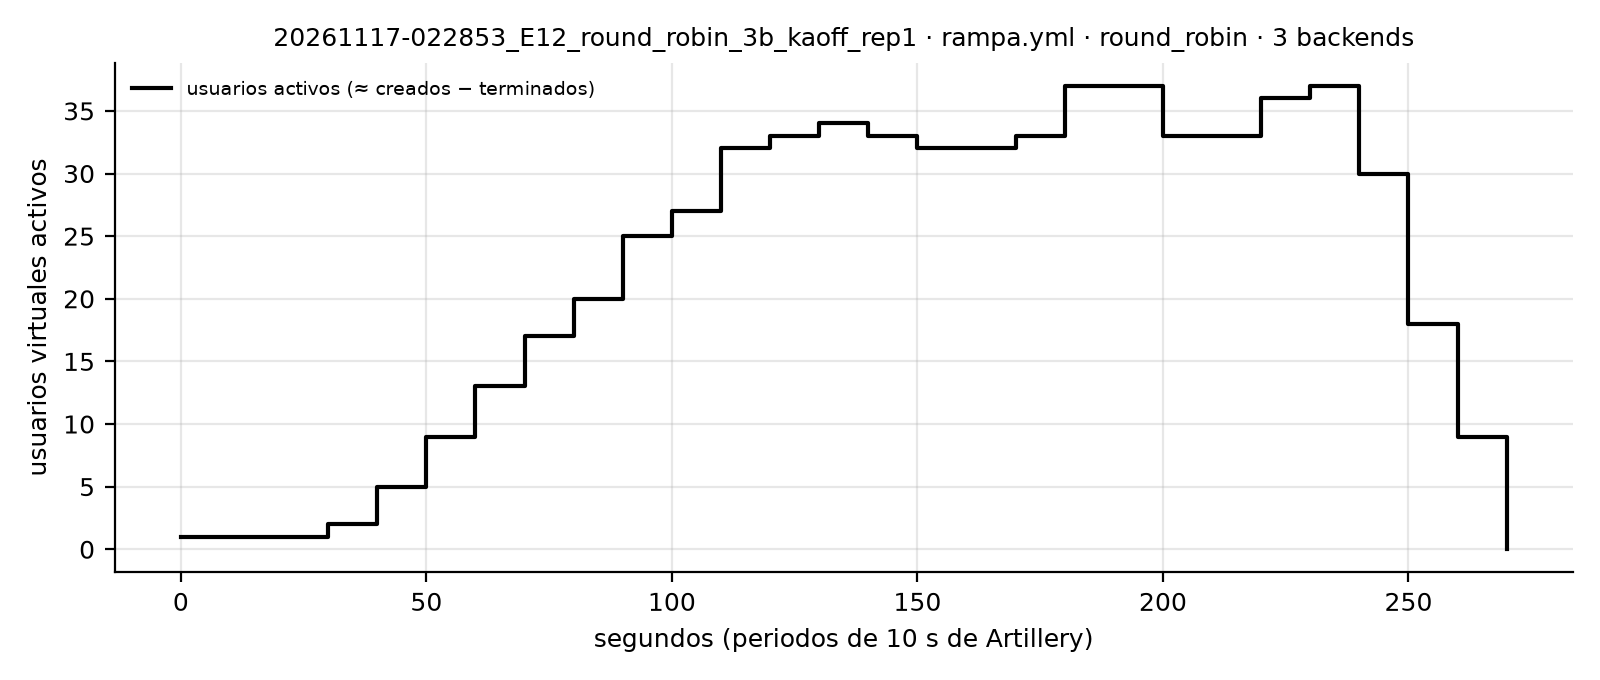 20261117-022853_E12_round_robin_3b_kaoff_rep1 · rampa.yml · round_robin · 3 backends
usuarios activos (≈ creados − terminados)
usuarios virtuales activos
35
30
25
20
15
10
5
0
0 50 100 150 200 250
segundos (periodos de 10 s de Artillery)